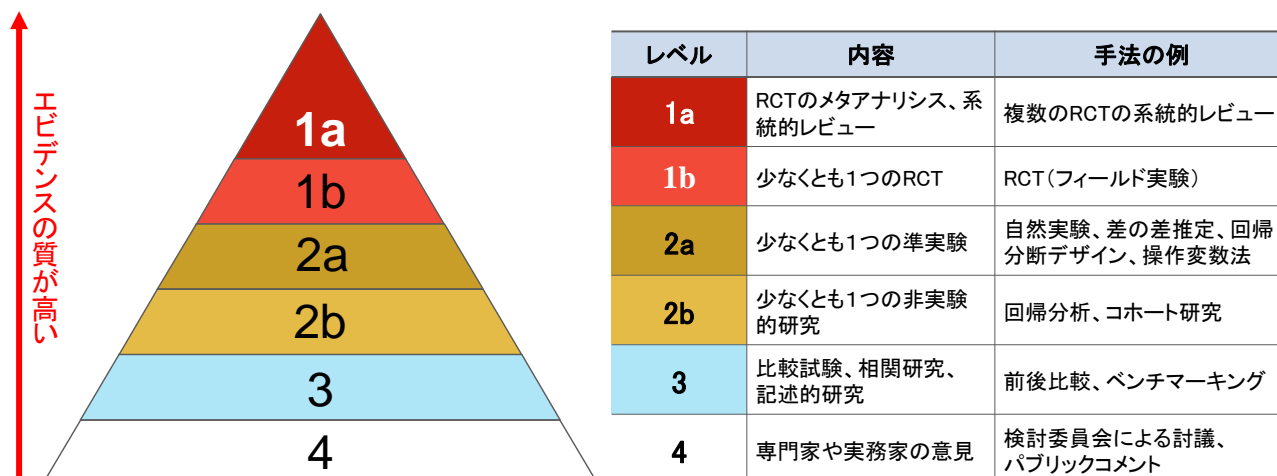 エビデンスの質が高い
1a
1b
2a
2b
3
4
レベル 内容 手法の例
1a RCTのメタアナリシス、系 複数のRCTの系統的レビュー
統的レビュー
1b 少なくとも1つのRCT RCT(フィールド実験)
2a 少なくとも1つの準実験 自然実験、差の差推定、回帰
分断デザイン、操作変数法
2b 少なくとも1つの非実験 回帰分析、コホート研究
的研究
3 比較試験、相関研究、 前後比較、ベンチマーキング
記述的研究
4 専門家や実務家の意見 検討委員会による討議、
パブリックコメント